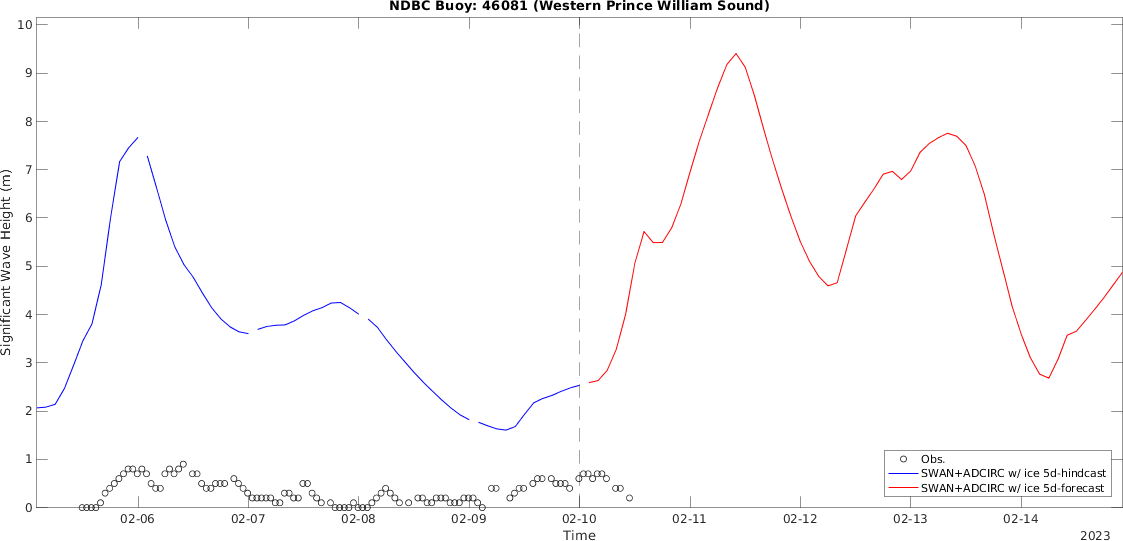 NDBC Buoy: 46081 (Western Prince William Sound)
Significant Wave Height (m)
10
9
8
7
6
5
4
3
2
1
0
Obs.
SWAN+ADCIRC w/ ice 5d-hindcast
SWAN+ADCIRC w/ ice 5d-forecast
02-06 02-07 02-08 02-09 02-10 02-11 02-12 02-13 02-14
Time
2023